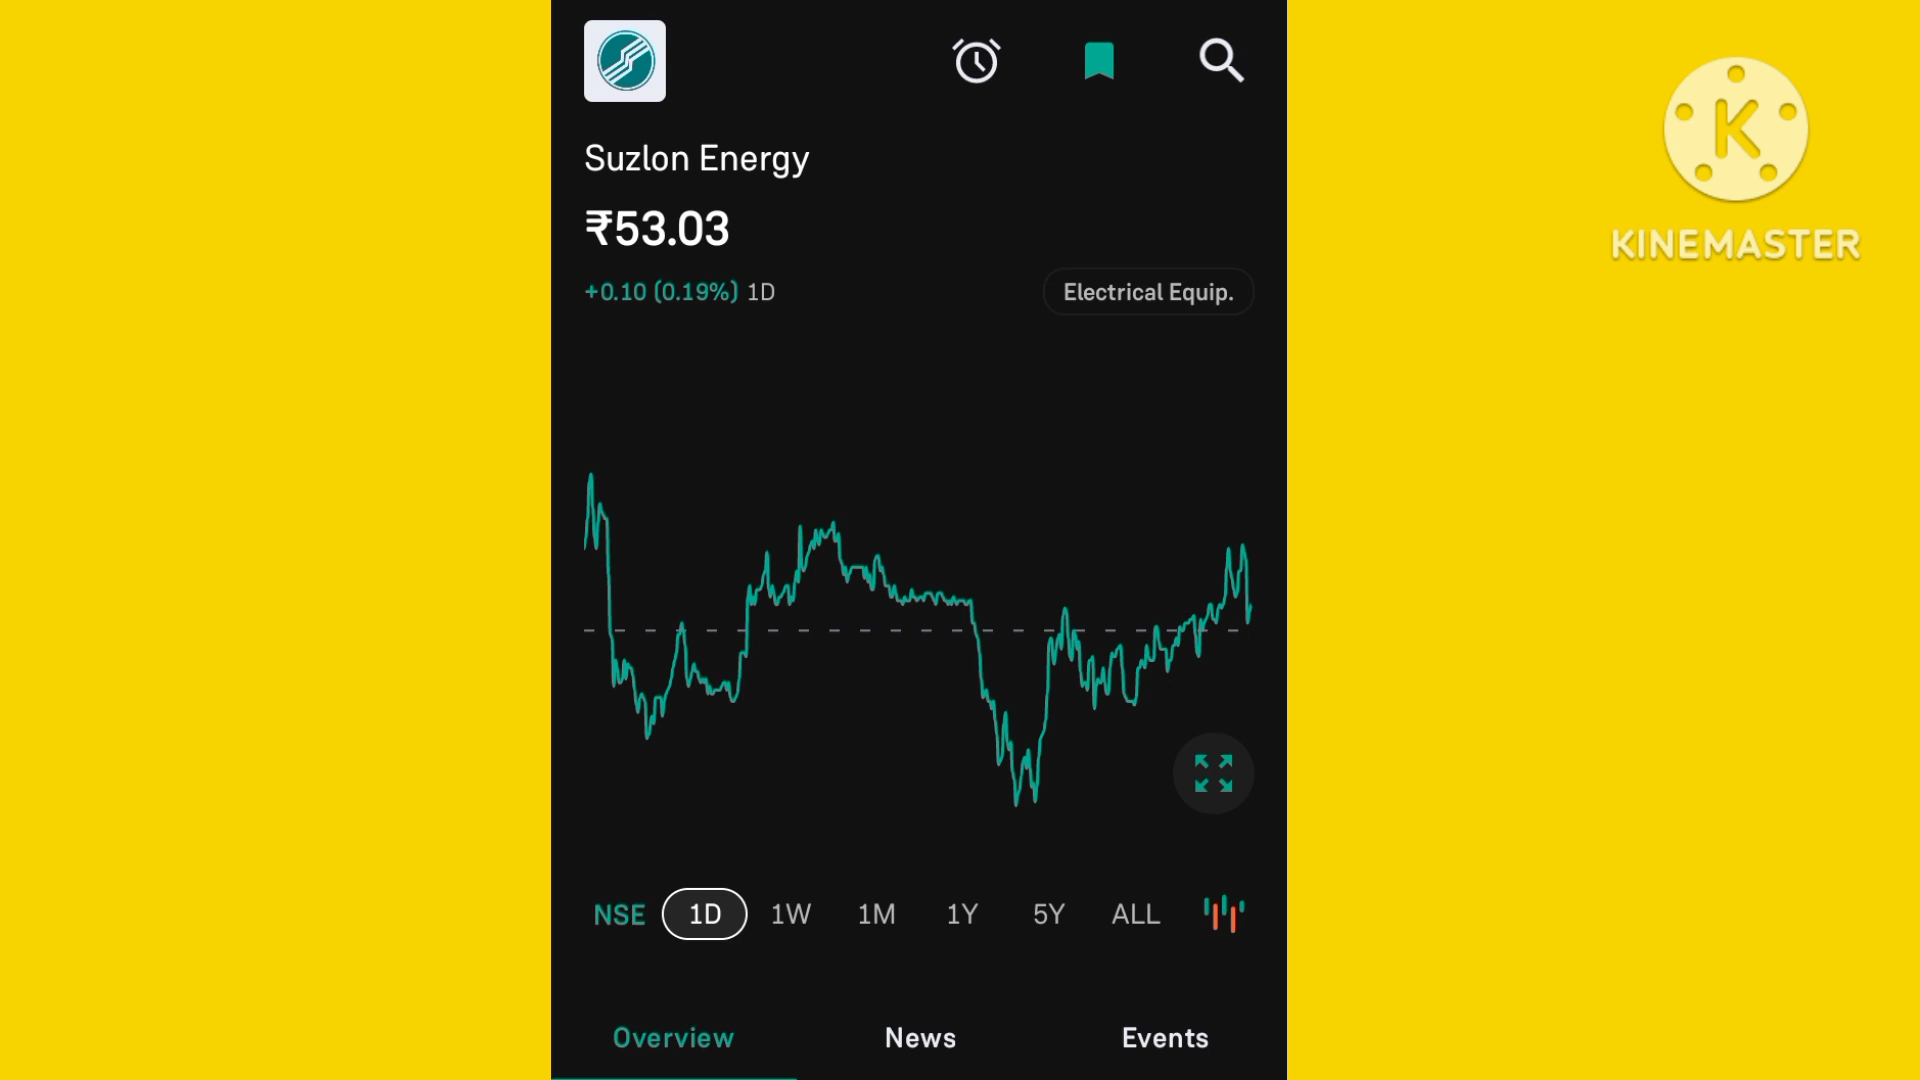 Suzlon Energy
₹53.03
+0.10 (0.19%) 1D
Electrical Equip.
K
KINEMASTER
NSE 1D 1W 1M 1Y 5Y ALL
Overview News Events